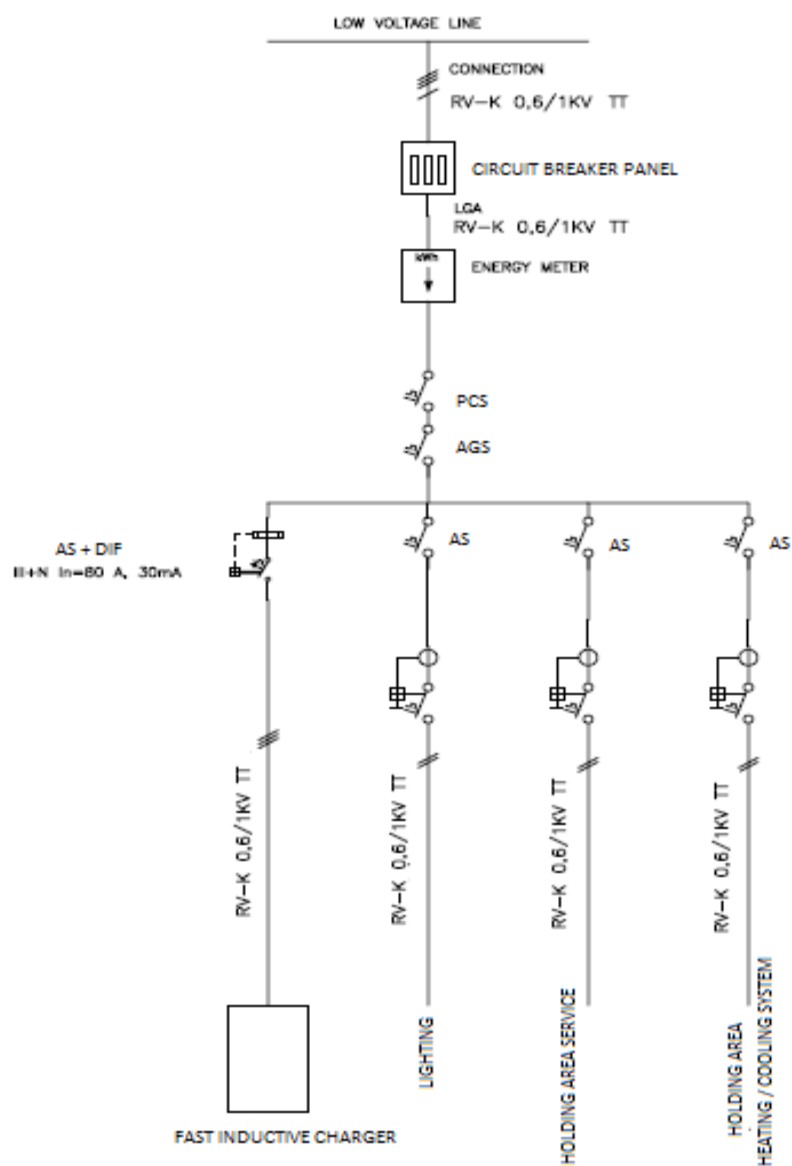 LOW VOLTAGE LINE
CONNECTION
RV-K 0,6/1KV TT
CIRCUIT BREAKER PANEL
LGA
RV-K 0,6/1KV TT
kWh
ENERGY METER
PCS
AGS
AS + DIF
III+N In=80 A, 30mA
AS
AS
AS
RV-K 0,6/1KV TT
RV-K 0,6/1KV TT
RV-K 0,6/1KV TT
RV-K 0,6/1KV TT
FAST INDUCTIVE CHARGER
LIGHTING
HOLDING AREA SERVICE
HOLDING AREA
HEATING / COOLING SYSTEM